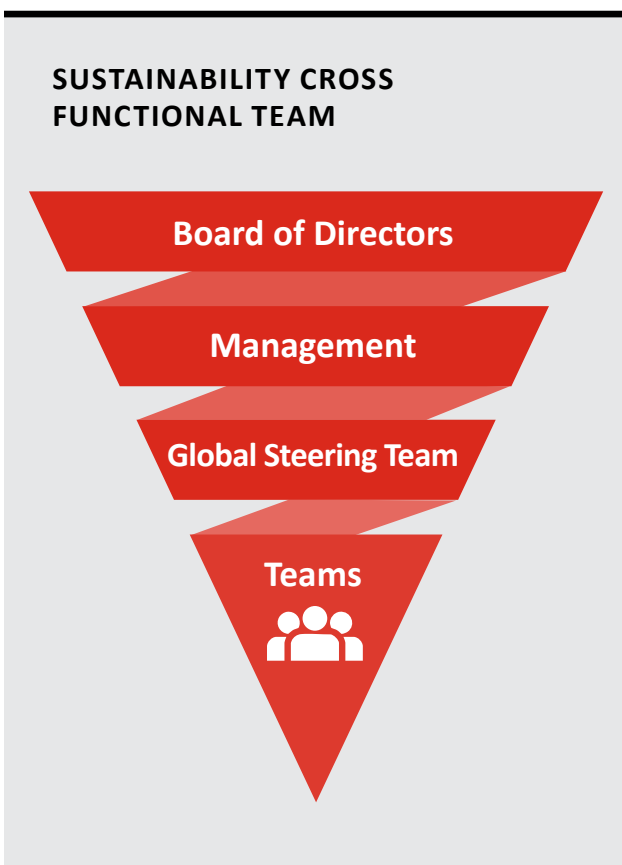 SUSTAINABILITY CROSS
FUNCTIONAL TEAM
Board of Directors
Management
Global Steering Team
Teams